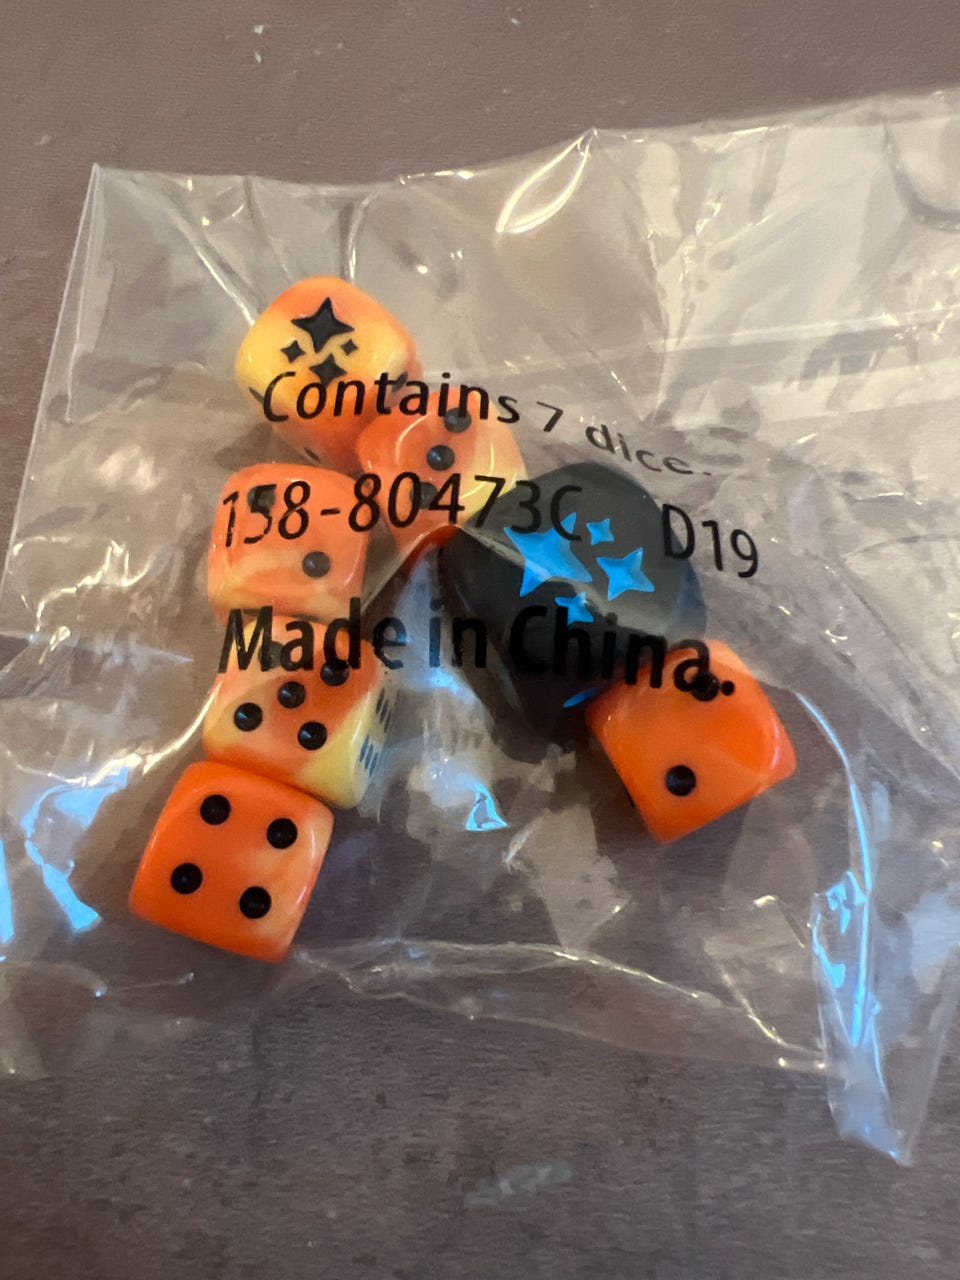 Contains 7 dice.
158-80473C D19
Made in China.